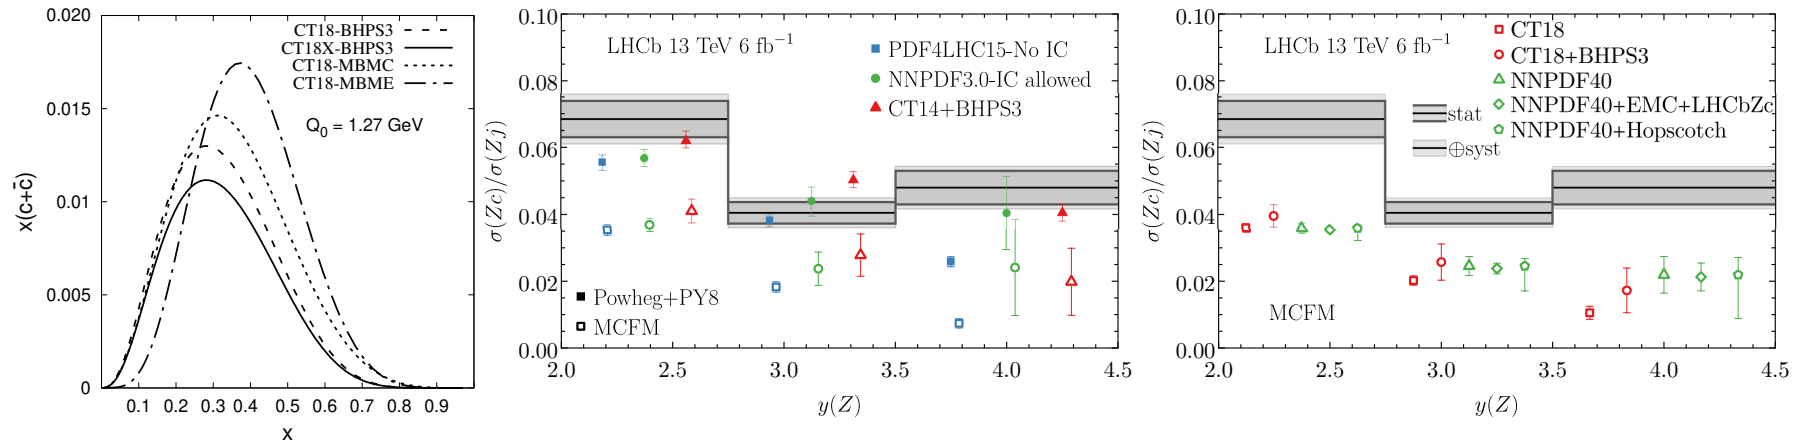 0.020
0.015
0.010
0.005
0
x(c+c̄)
CT18-BHPS3
CT18X-BHPS3
CT18-MBMC
CT18-MBME
Q₀ = 1.27 GeV
0.1 0.2 0.3 0.4 0.5 0.6 0.7 0.8 0.9
x
0.10
0.08
0.06
0.04
0.02
0.00
σ(Zc)/σ(Zj)
LHCb 13 TeV 6 fb⁻¹
PDF4LHC15-No IC
NNPDF3.0-IC allowed
CT14+BHPS3
Powheg+PY8
MCFM
2.0 2.5 3.0 3.5 4.0 4.5
y(Z)
0.10
0.08
0.06
0.04
0.02
0.00
σ(Zc)/σ(Zj)
LHCb 13 TeV 6 fb⁻¹
CT18
CT18+BHPS3
NNPDF40
NNPDF40+EMC+LHCbZc
NNPDF40+Hopscotch
stat
⊕syst
MCFM
2.0 2.5 3.0 3.5 4.0 4.5
y(Z)